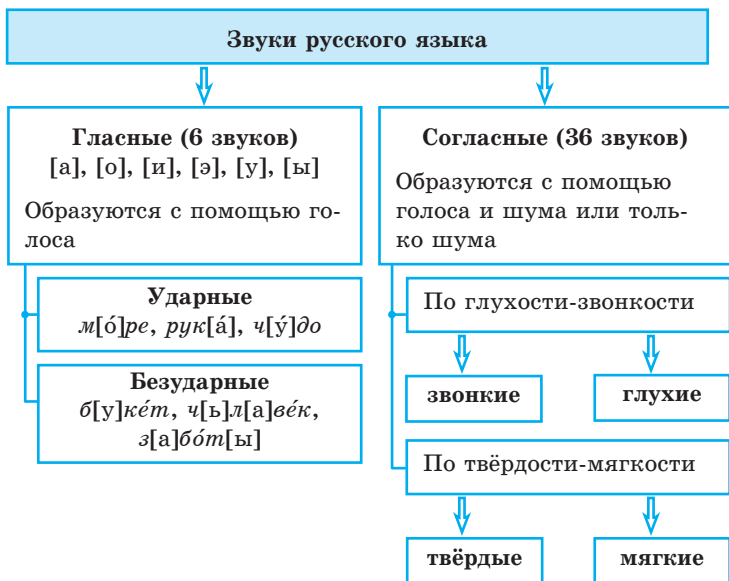 Звуки русского языка
Гласные (6 звуков)
[а], [о], [и], [э], [у], [ы]
Образуются с помощью го-
лоса
Ударные
м[о́]ре, рук[а́], ч[у́]до
Безударные
б[у]ке́т, ч[ь]л[а]ве́к,
з[а]бо́т[ы]
Согласные (36 звуков)
Образуются с помощью
голоса и шума или толь-
ко шума
По глухости-звонкости
звонкие
глухие
По твёрдости-мягкости
твёрдые
мягкие